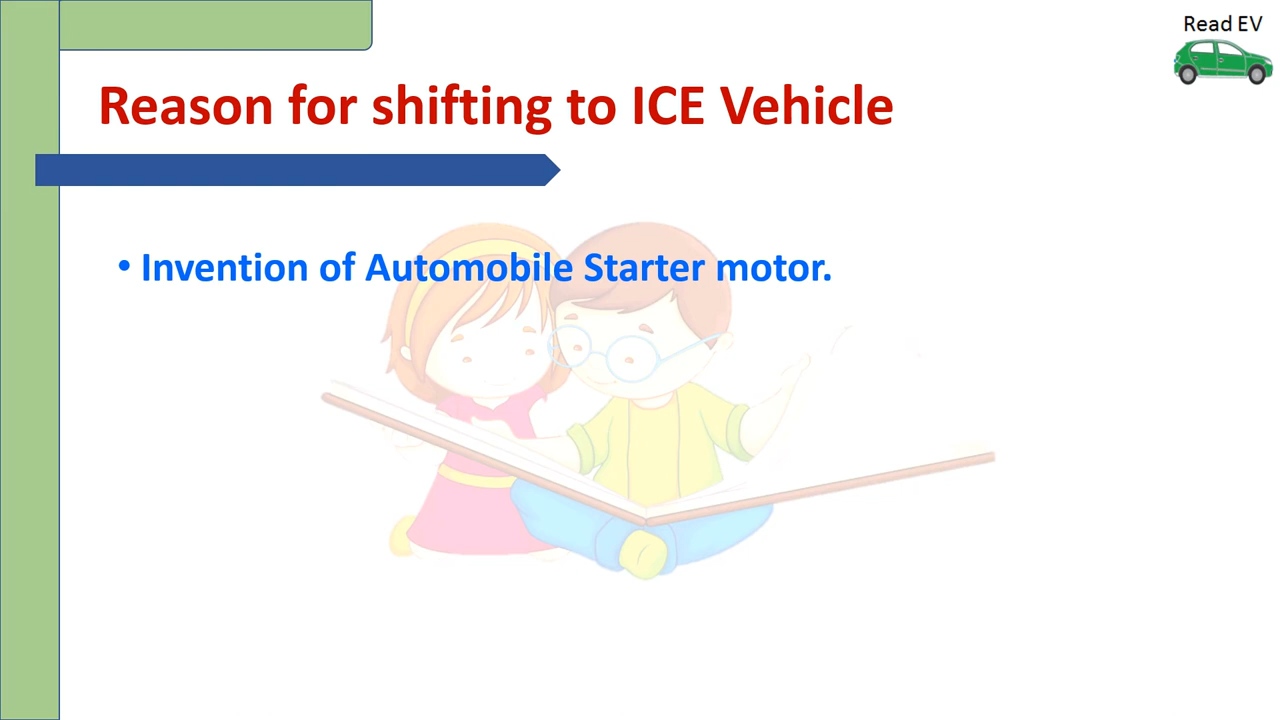 Read EV
Reason for shifting to ICE Vehicle
• Invention of Automobile Starter motor.